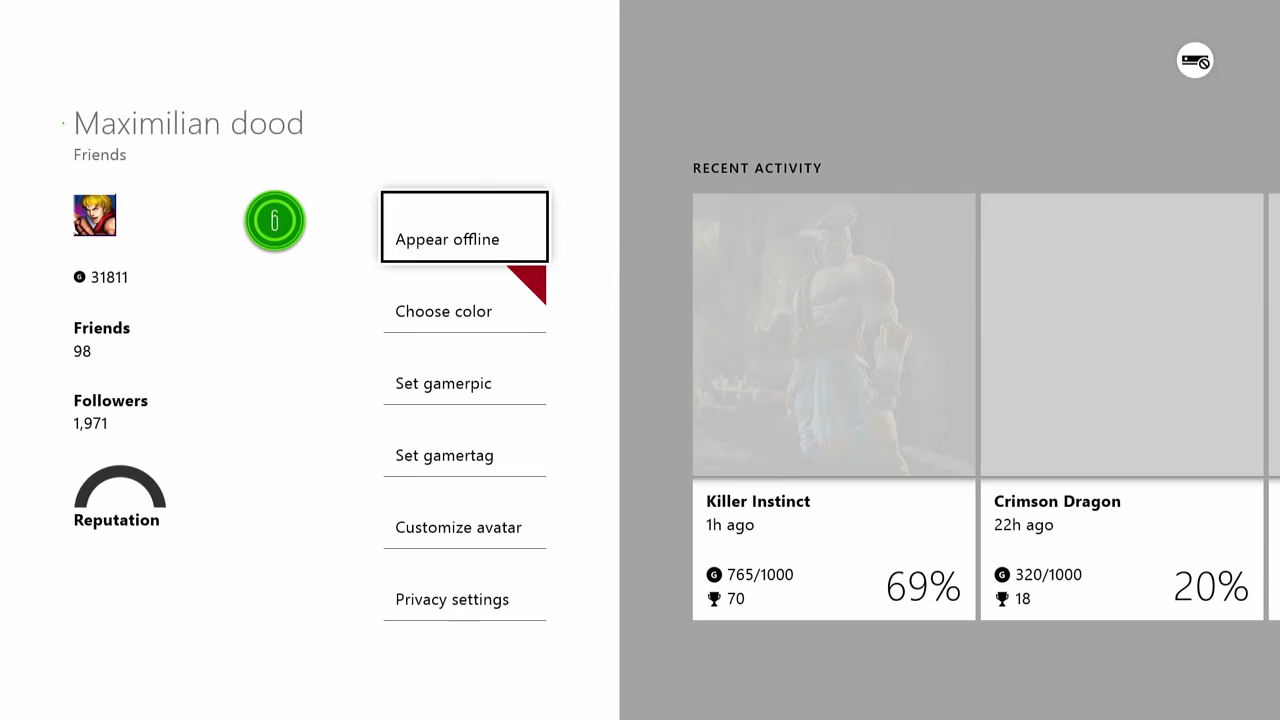 Maximilian dood
Friends
6
31811
Friends
98
Followers
1,971
Reputation
Appear offline
Choose color
Set gamerpic
Set gamertag
Customize avatar
Privacy settings
RECENT ACTIVITY
Killer Instinct
1h ago
G 765/1000
70
69%
Crimson Dragon
22h ago
G 320/1000
18
20%